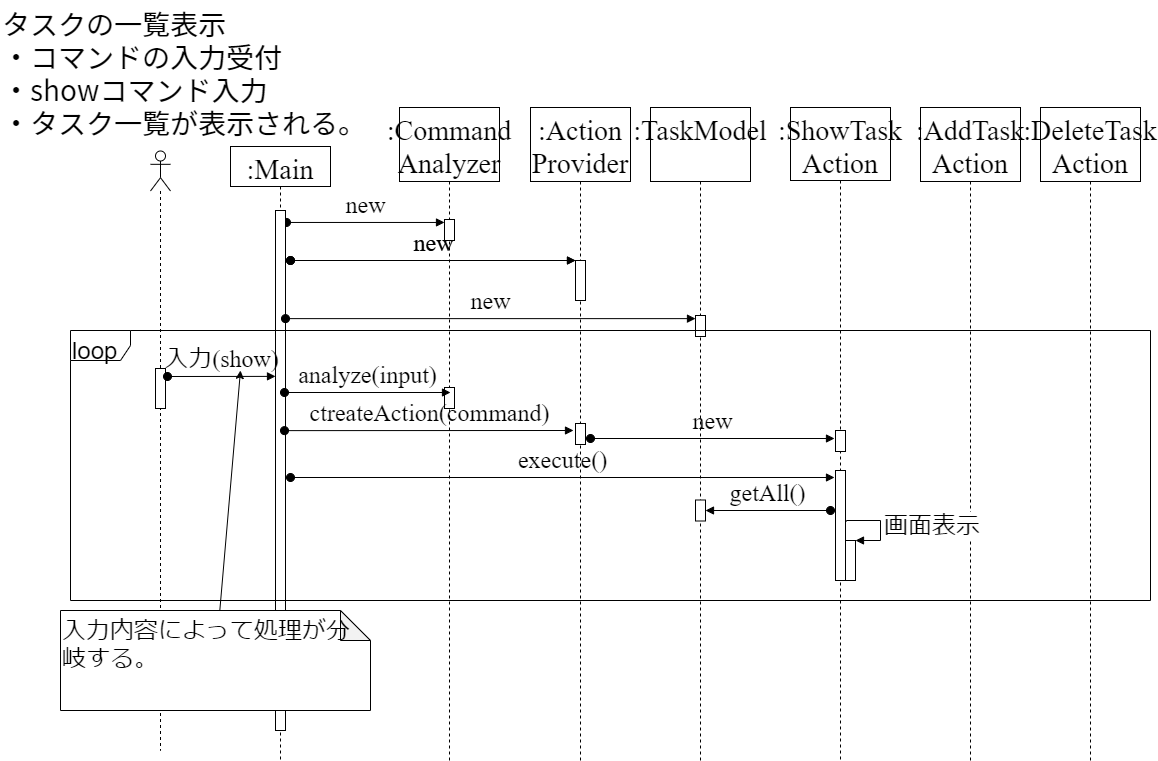 タスクの一覧表示
・コマンドの入力受付
・showコマンド入力
・タスク一覧が表示される。
:Main
:Command
Analyzer
:Action
Provider
:TaskModel
:ShowTask
Action
:AddTask
Action
:DeleteTask
Action
new
new
new
loop
入力(show)
analyze(input)
ctreateAction(command)
new
execute()
getAll()
画面表示
入力内容によって処理が分
岐する。